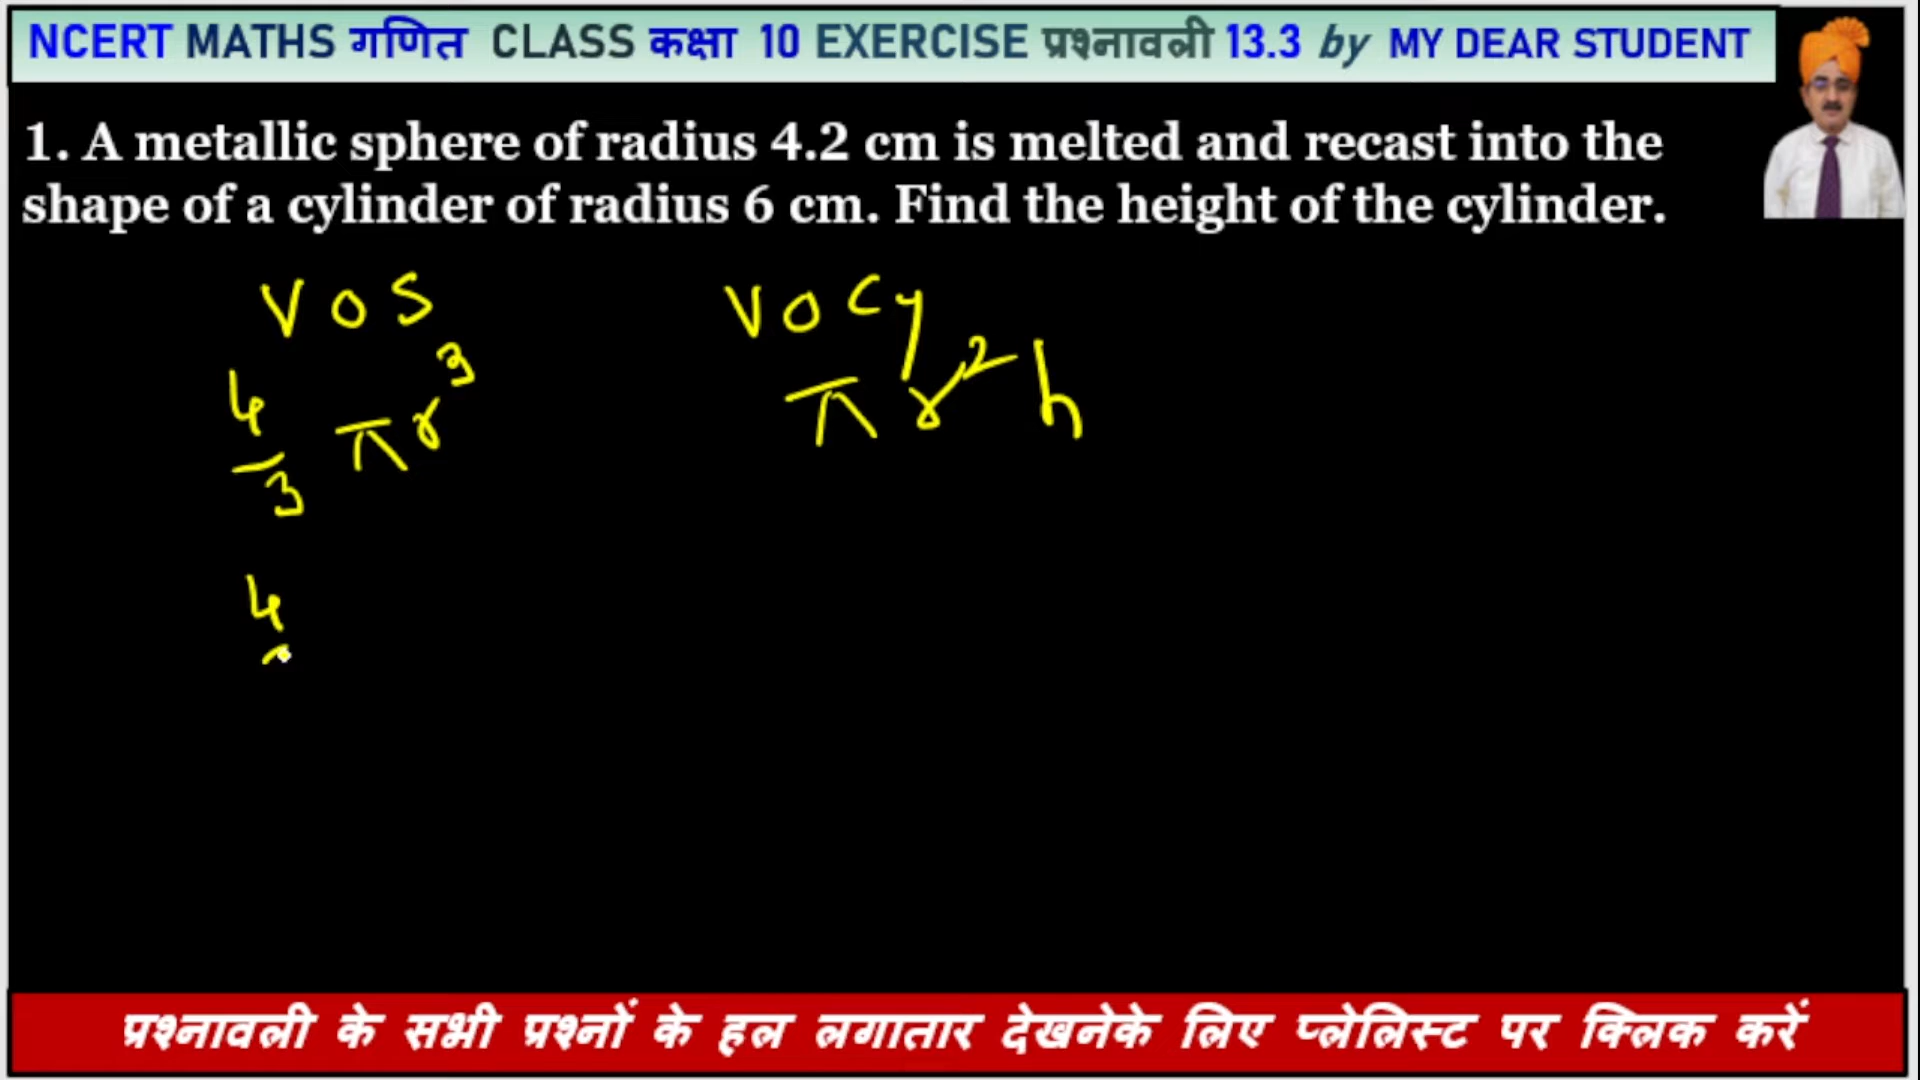 NCERT MATHS गणित CLASS कक्षा 10 EXERCISE प्रश्नावली 13.3 by MY DEAR STUDENT
1. A metallic sphere of radius 4.2 cm is melted and recast into the
shape of a cylinder of radius 6 cm. Find the height of the cylinder.
V O S V O Cy
4/3 π r³ π r² h
4
प्रश्नावली के सभी प्रश्नों के हल लगातार देखनेके लिए प्लेलिस्ट पर क्लिक करें